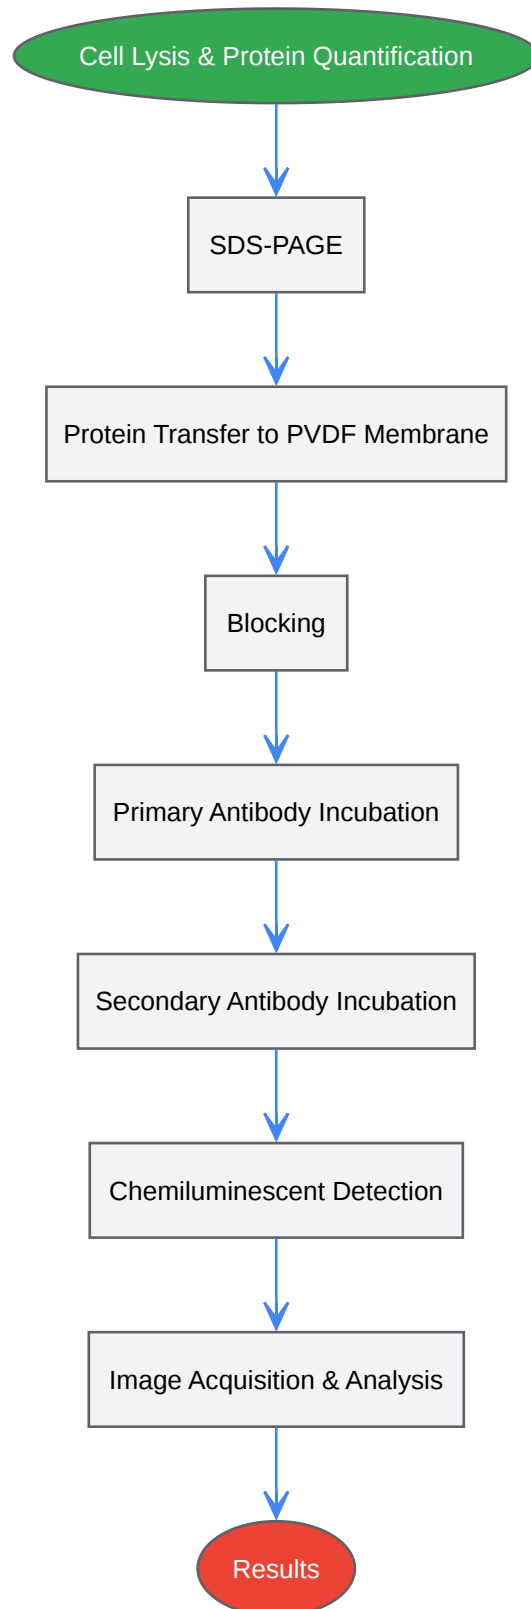 Cell Lysis & Protein Quantification
SDS-PAGE
Protein Transfer to PVDF Membrane
Blocking
Primary Antibody Incubation
Secondary Antibody Incubation
Chemiluminescent Detection
Image Acquisition & Analysis
Results